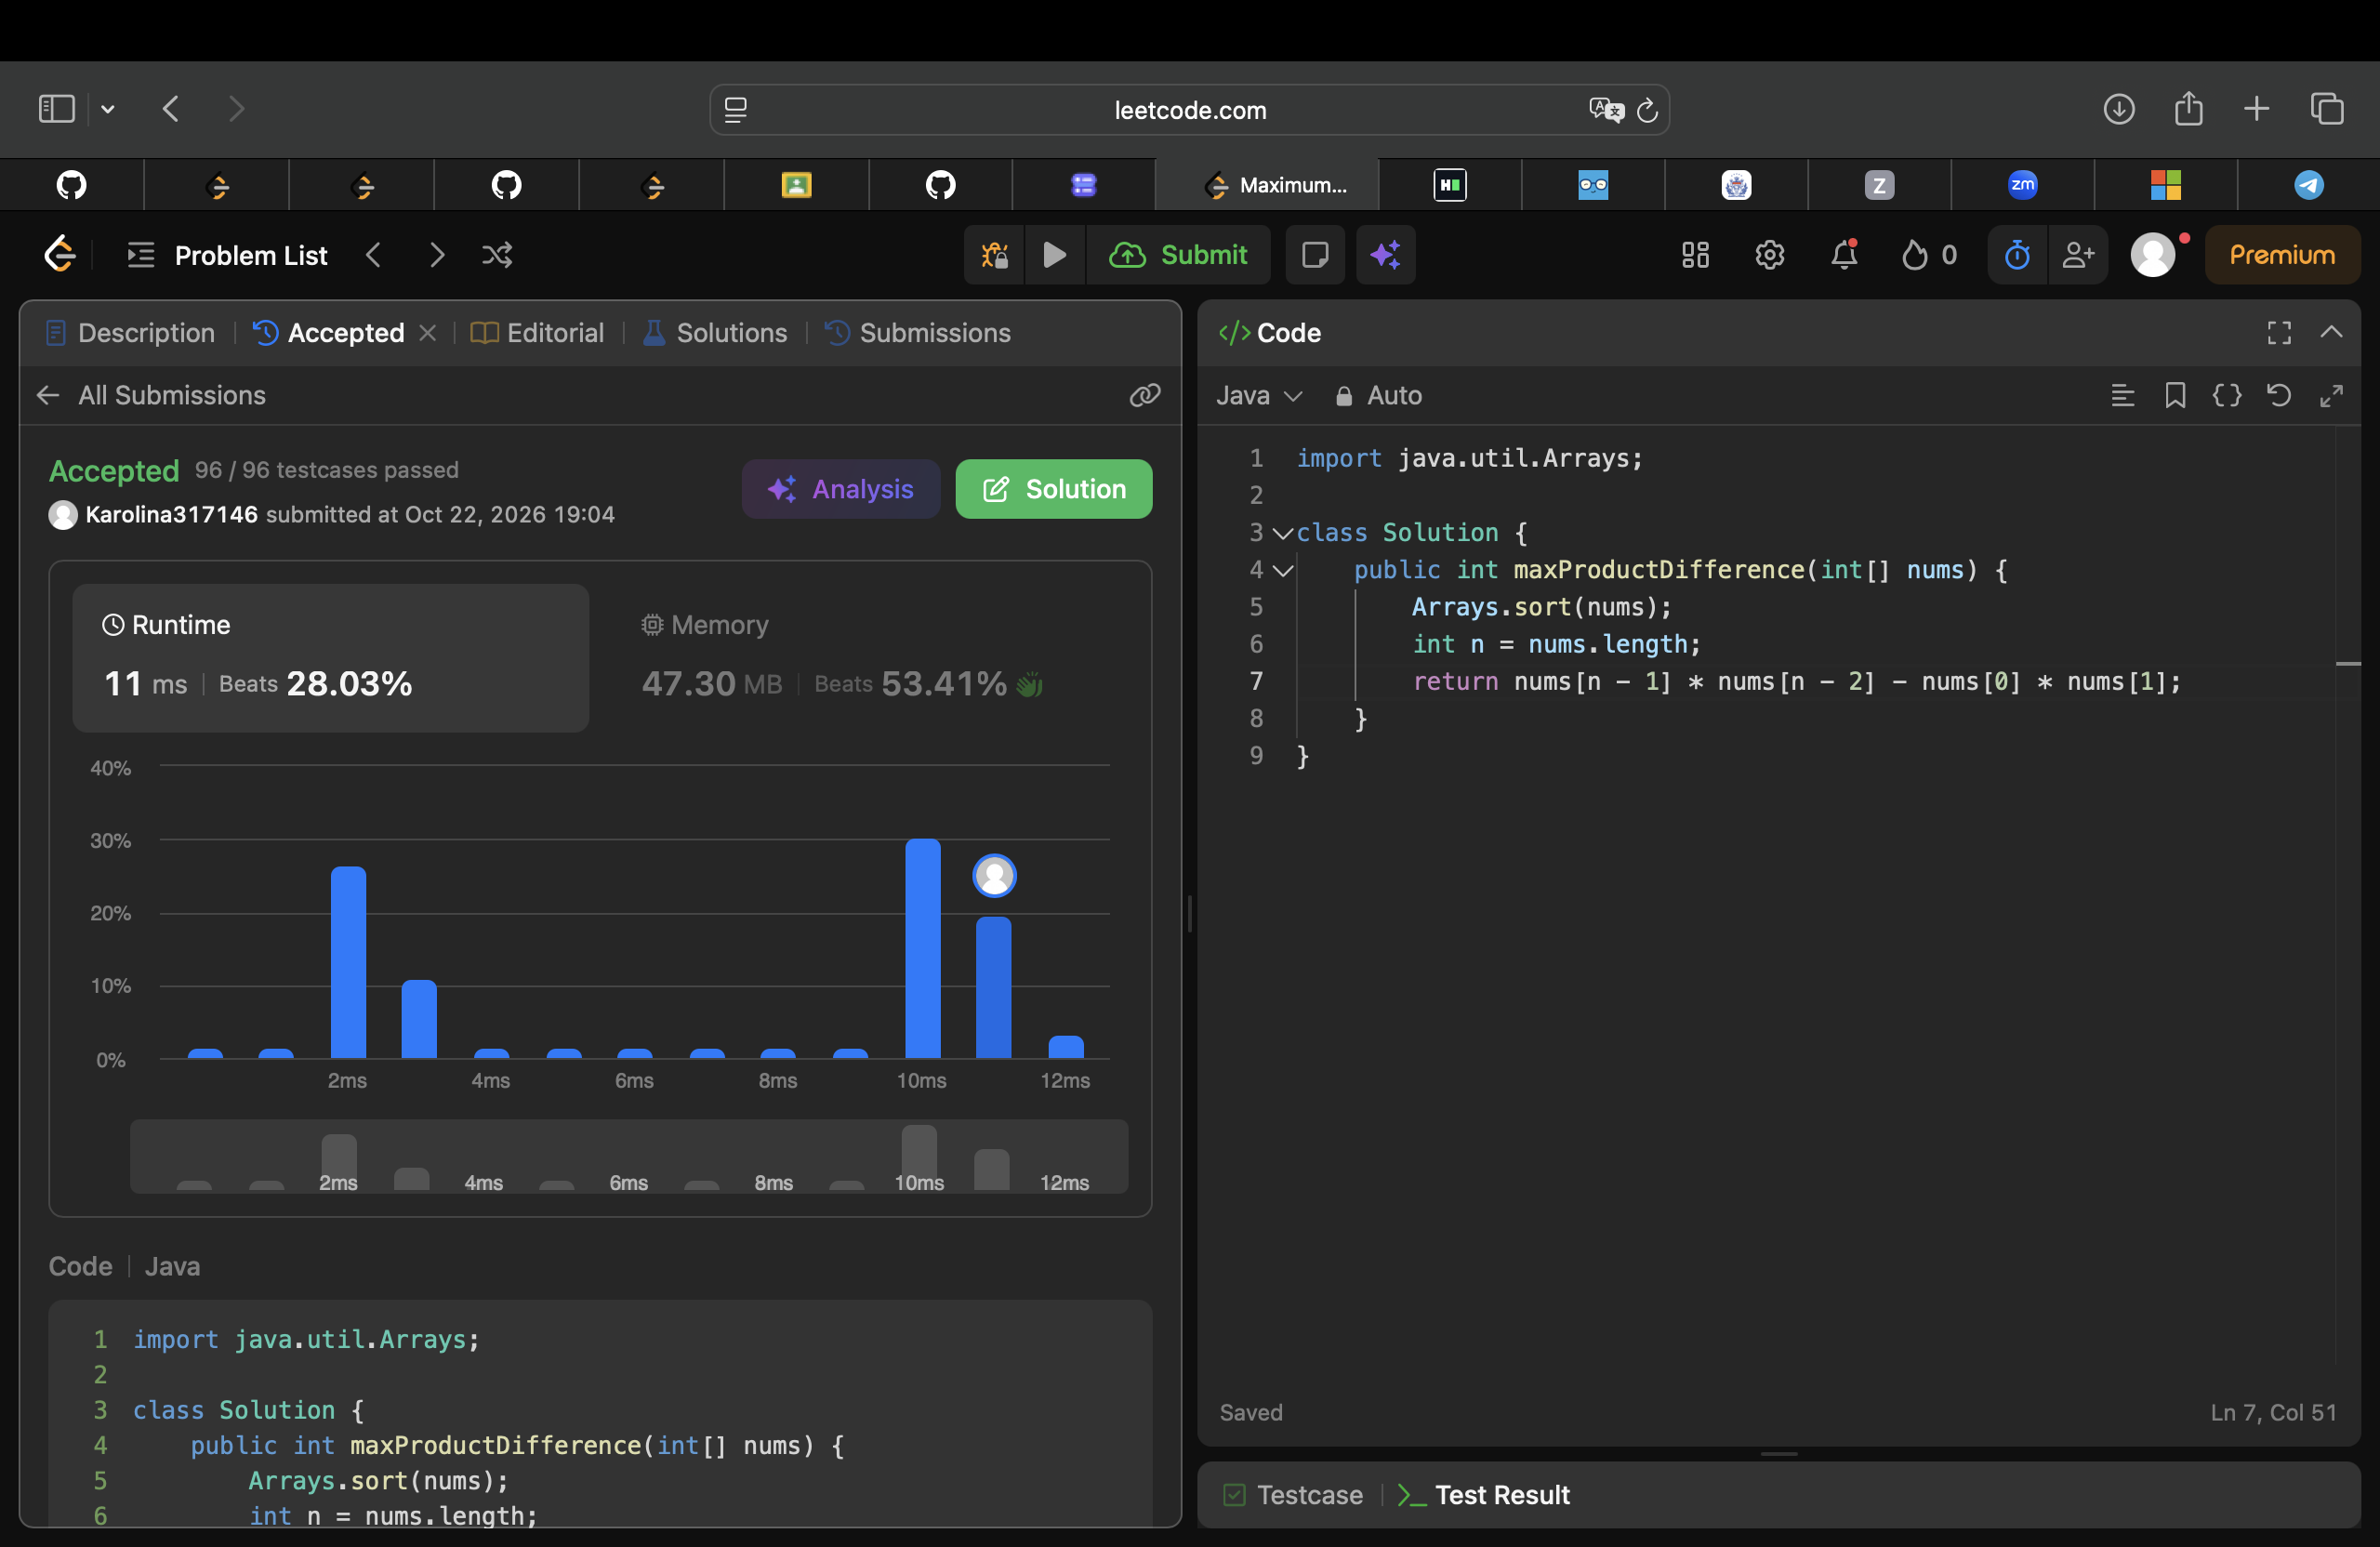 leetcode.com
Z
zm
Maximum...
Problem List
Submit
0
Premium
Description
Accepted
Editorial
Solutions
Submissions
All Submissions
Accepted 96 / 96 testcases passed
Karolina317146 submitted at Oct 22, 2026 19:04
Analysis
Solution
Runtime
11 ms | Beats 28.03%
Memory
47.30 MB | Beats 53.41%
40%
30%
20%
10%
0%
2ms 4ms 6ms 8ms 10ms 12ms
2ms 4ms 6ms 8ms 10ms 12ms
Code | Java
1 import java.util.Arrays;
2
3 class Solution {
4     public int maxProductDifference(int[] nums) {
5         Arrays.sort(nums);
6         int n = nums.length;
</> Code
Java Auto
1 import java.util.Arrays;
2
3 class Solution {
4     public int maxProductDifference(int[] nums) {
5         Arrays.sort(nums);
6         int n = nums.length;
7         return nums[n - 1] * nums[n - 2] - nums[0] * nums[1];
8     }
9 }
Saved
Ln 7, Col 51
Testcase
Test Result